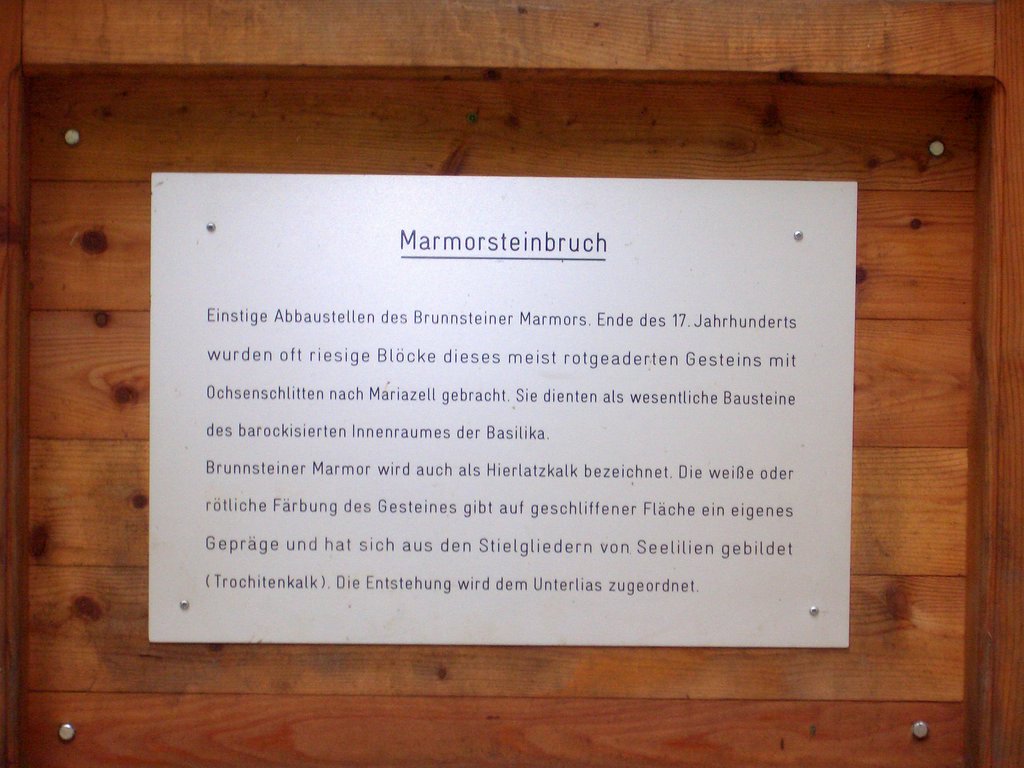 Marmorsteinbruch
Einstige Abbaustellen des Brunnsteiner Marmors. Ende des 17. Jahrhunderts
wurden oft riesige Blöcke dieses meist rotgeaderten Gesteins mit
Ochsenschlitten nach Mariazell gebracht. Sie dienten als wesentliche Bausteine
des barockisierten Innenraumes der Basilika.
Brunnsteiner Marmor wird auch als Hierlatzkalk bezeichnet. Die weiße oder
rötliche Färbung des Gesteines gibt auf geschliffener Fläche ein eigenes
Gepräge und hat sich aus den Stielgliedern von Seelilien gebildet
(Trochitenkalk). Die Entstehung wird dem Unterlias zugeordnet.